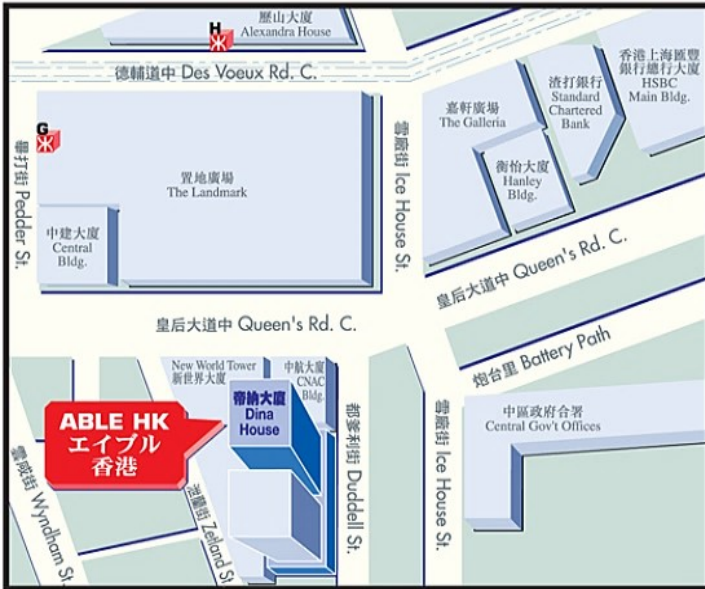 歷山大廈
Alexandra House
H
德輔道中 Des Voeux Rd. C.
香港上海匯豐
銀行總行大廈
HSBC
Main Bldg.
渣打銀行
Standard
Chartered
Bank
嘉軒廣場
The Galleria
衡怡大廈
Hanley
Bldg.
G
畢打街 Pedder St.
置地廣場
The Landmark
雲廠街 Ice House St.
中建大廈
Central
Bldg.
皇后大道中 Queen's Rd. C.
皇后大道中 Queen's Rd. C.
炮台里 Battery Path
New World Tower
新世界大廈
中航大廈
CNAC
Bldg.
帝納大廈
Dina
House
ABLE HK
エイブル
香港
都爹利街 Duddell St.
雲廠街 Ice House St.
中區政府合署
Central Gov't Offices
雲咸街 Wyndham St.
泄蘭街 Zetland St.